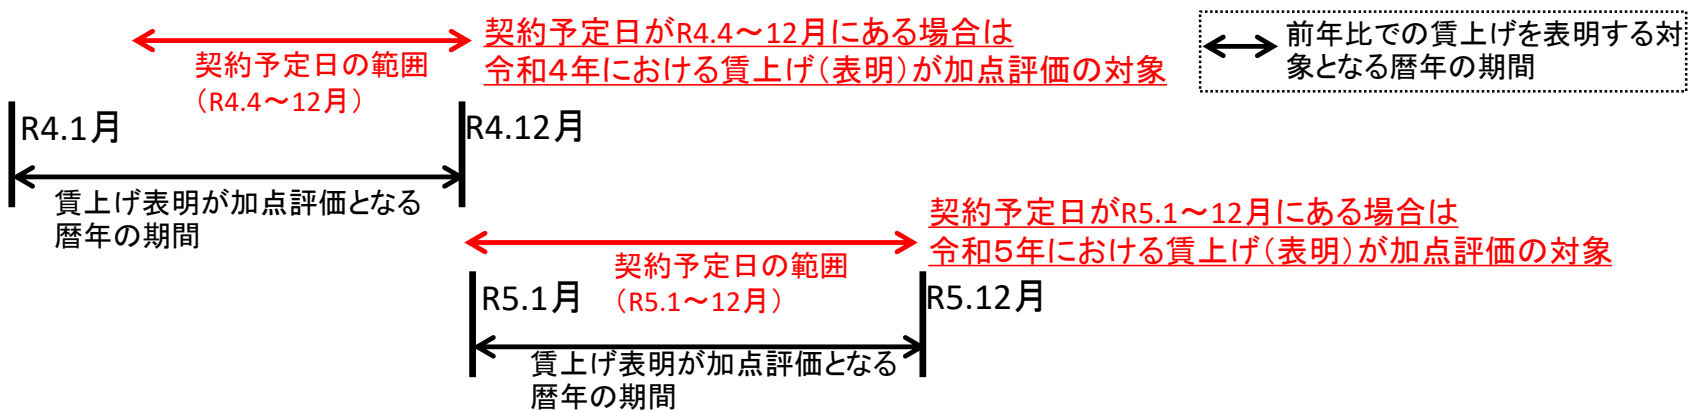 契約予定日がR4.4～12月にある場合は
令和４年における賃上げ（表明）が加点評価の対象
前年比での賃上げを表明する対
象となる暦年の期間
契約予定日の範囲
（R4.4～12月）
R4.1月
R4.12月
賃上げ表明が加点評価となる
暦年の期間
契約予定日がR5.1～12月にある場合は
令和５年における賃上げ（表明）が加点評価の対象
契約予定日の範囲
（R5.1～12月）
R5.1月
R5.12月
賃上げ表明が加点評価となる
暦年の期間